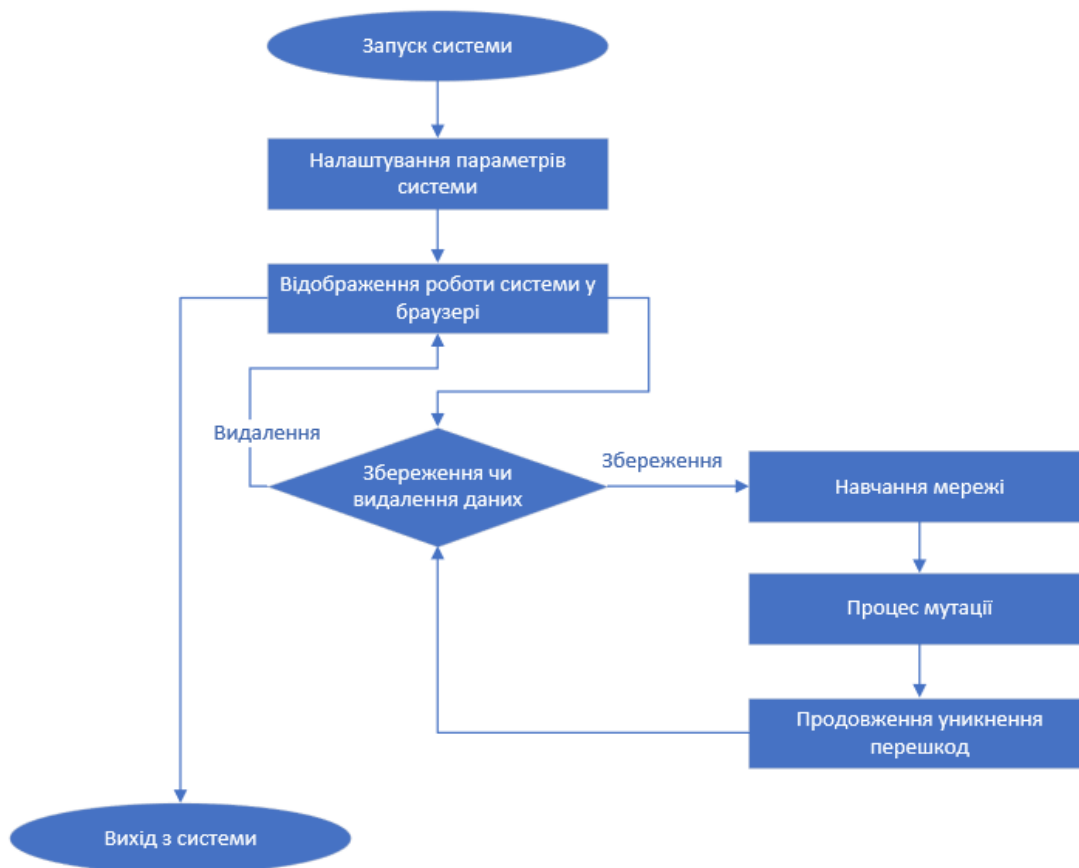 Запуск системи
Налаштування параметрів
системи
Відображення роботи системи у
браузері
Видалення
Збереження чи
видалення даних
Збереження
Навчання мережі
Процес мутації
Продовження уникнення
перешкод
Вихід з системи